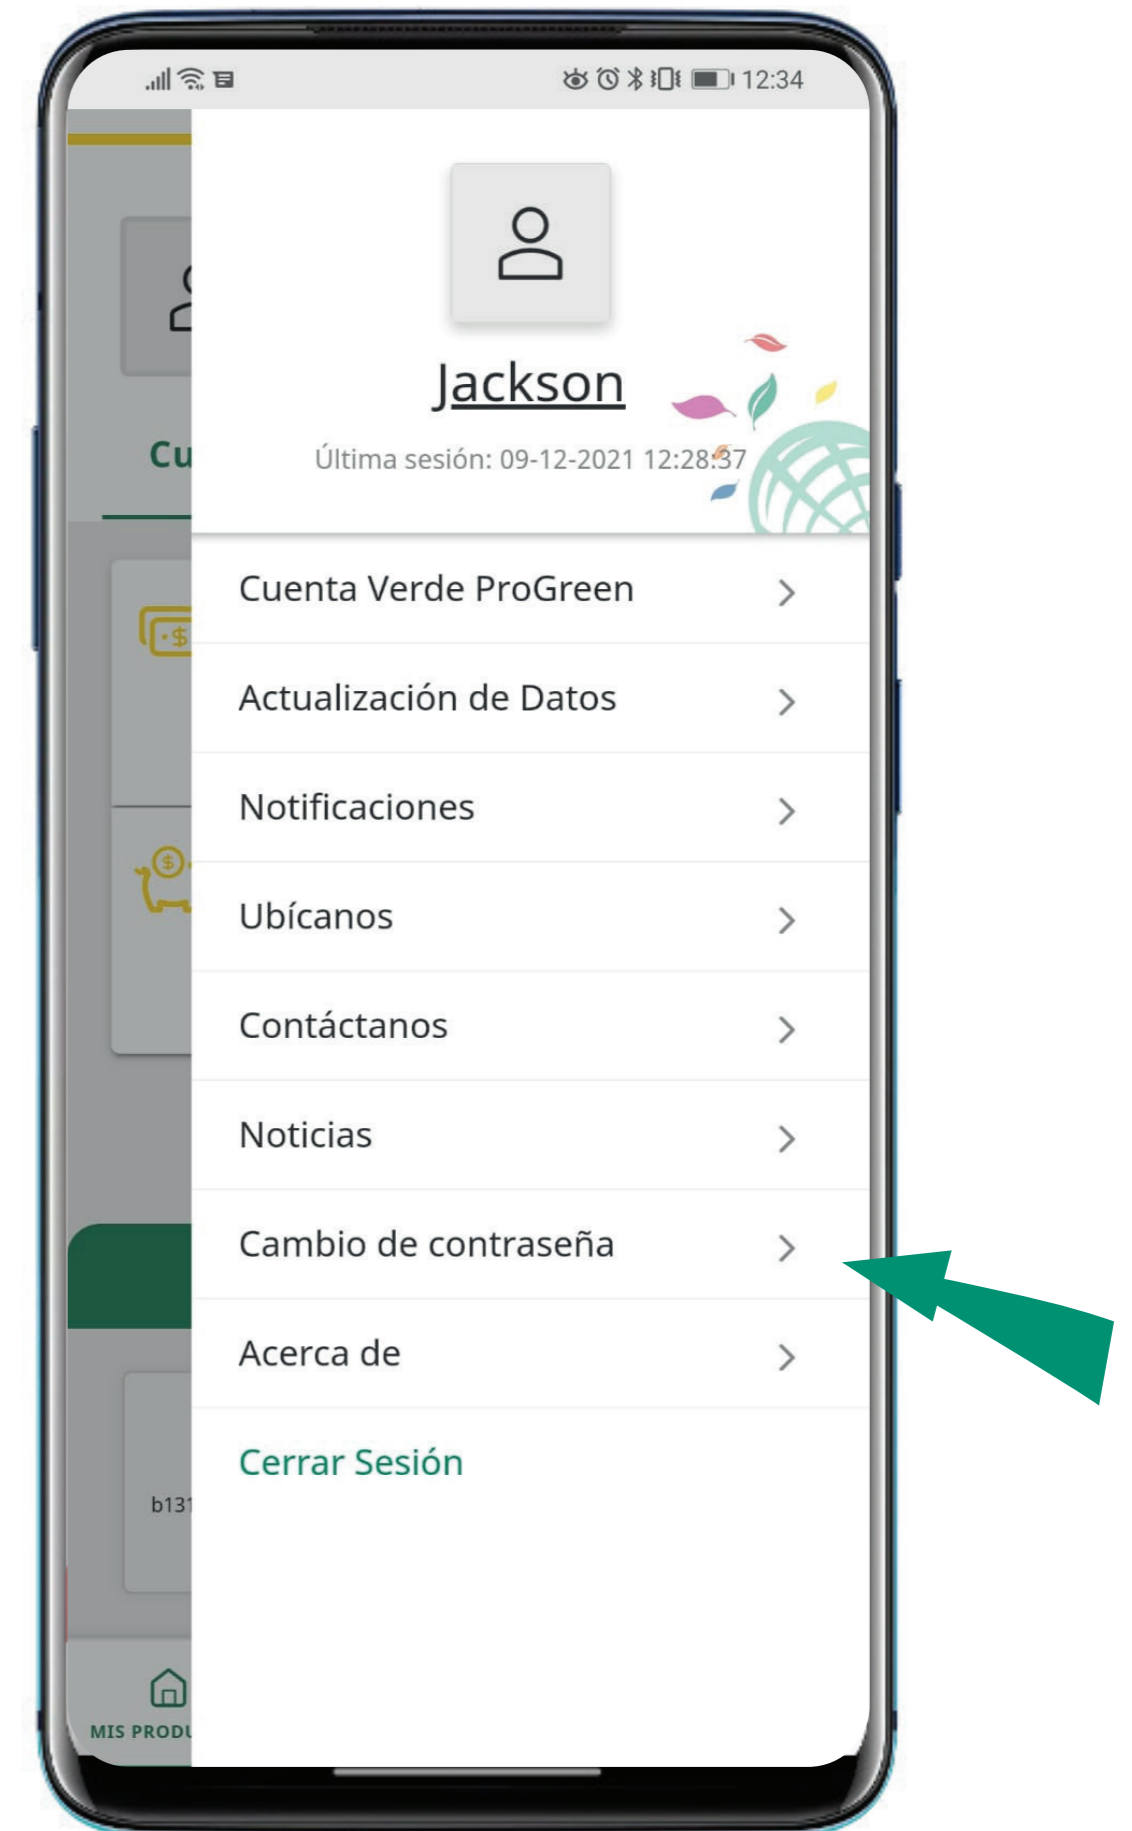 12:34
Jackson
Última sesión: 09-12-2021 12:28:37
Cu
Cuenta Verde ProGreen
Actualización de Datos
Notificaciones
Ubícanos
Contáctanos
Noticias
Cambio de contraseña
Acerca de
Cerrar Sesión
b131
MIS PRODU